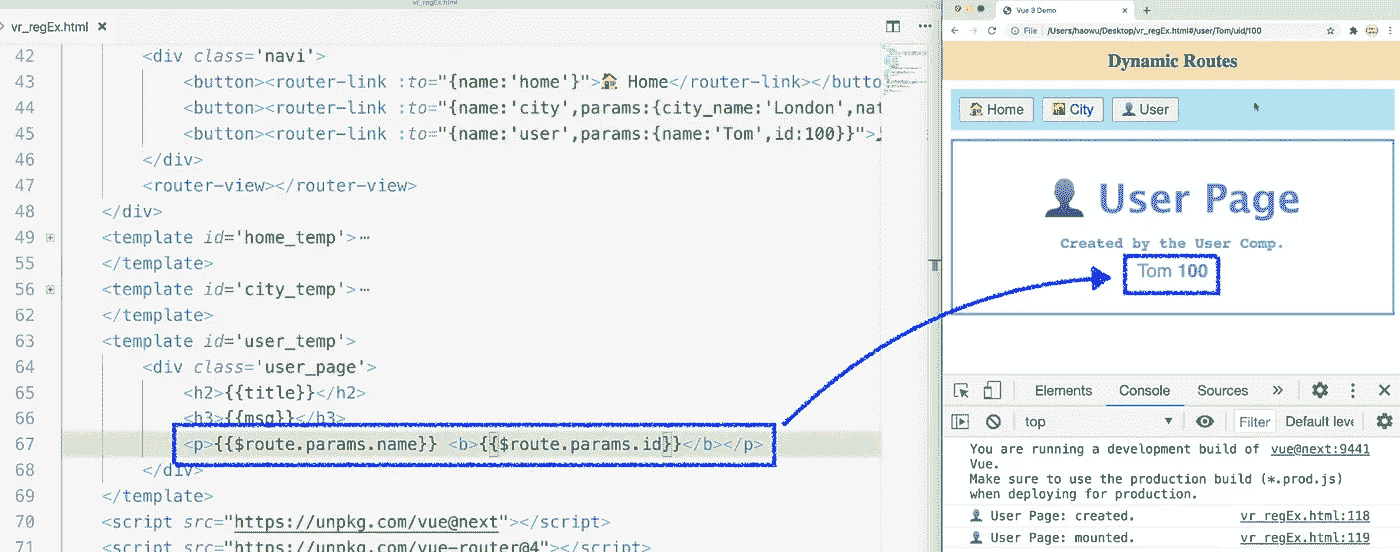 vr_regEx.html
vr_regEx.html
42 <div class='navi'>
43 <button><router-link :to="{name:'home'}">🏠 Home</router-link></butto
44 <button><router-link :to="{name:'city',params:{city_name:'London',nat
45 <button><router-link :to="{name:'user',params:{name:'Tom',id:100}}">
46 </div>
47 <router-view></router-view>
48 </div>
49 <template id='home_temp'>…
55 </template>
56 <template id='city_temp'>…
62 </template>
63 <template id='user_temp'>
64 <div class='user_page'>
65 <h2>{{title}}</h2>
66 <h3>{{msg}}</h3>
67 <p>{{$route.params.name}} <b>{{$route.params.id}}</b></p>
68 </div>
69 </template>
70 <script src="https://unpkg.com/vue@next"></script>
71 <script src="https://unpkg.com/vue-router@4"></script>
Vue 3 Demo
File /Users/haowu/Desktop/vr_regEx.html#/user/Tom/uid/100
Dynamic Routes
🏠 Home City 👤 User
👤 User Page
Created by the User Comp.
Tom 100
Elements Console Sources
top Filter Default leve
You are running a development build of vue@next:9441
Vue.
Make sure to use the production build (*.prod.js)
when deploying for production.
👤 User Page: created. vr_regEx.html:118
👤 User Page: mounted. vr_regEx.html:119